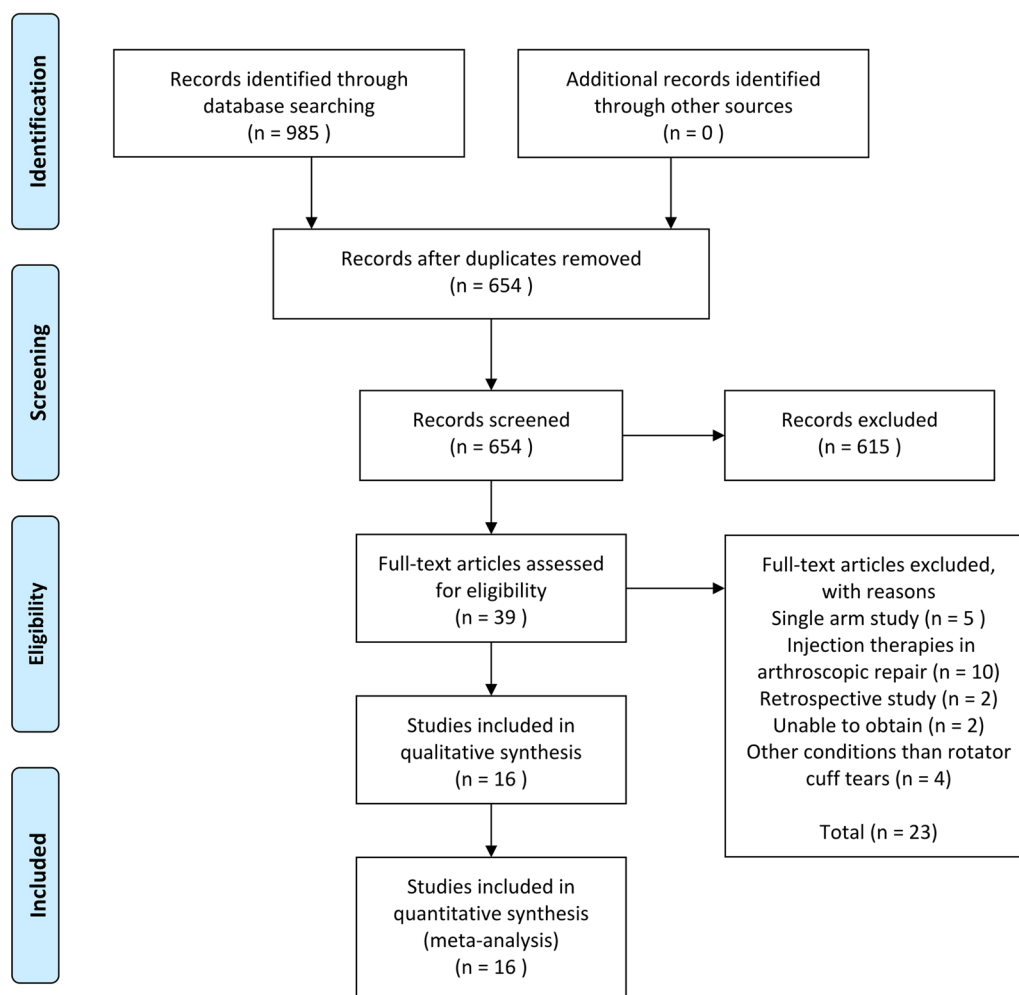 Identification
Records identified through
database searching
(n = 985 )
Additional records identified
through other sources
(n = 0 )
Records after duplicates removed
(n = 654 )
Screening
Records screened
(n = 654 )
Records excluded
(n = 615 )
Eligibility
Full-text articles assessed
for eligibility
(n = 39 )
Full-text articles excluded,
with reasons
Single arm study (n = 5 )
Injection therapies in
arthroscopic repair (n = 10)
Retrospective study (n = 2)
Unable to obtain (n = 2)
Other conditions than rotator
cuff tears (n = 4)
Total (n = 23)
Studies included in
qualitative synthesis
(n = 16 )
Included
Studies included in
quantitative synthesis
(meta-analysis)
(n = 16 )